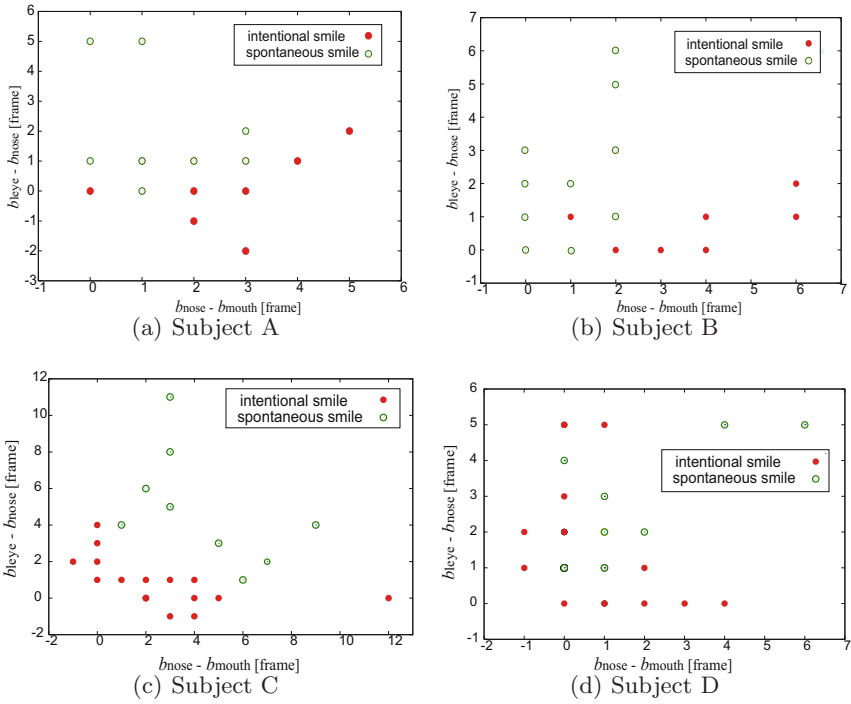 6
5
4
3
2
1
0
-1
-2
-3
-1 0 1 2 3 4 5 6
bleye - bnose [frame]
bnose - bmouth [frame]
intentional smile
spontaneous smile
(a) Subject A
7
6
5
4
3
2
1
0
-1
-1 0 1 2 3 4 5 6 7
bleye - bnose [frame]
bnose - bmouth [frame]
intentional smile
spontaneous smile
(b) Subject B
12
10
8
6
4
2
0
-2
-2 0 2 4 6 8 10 12
bleye - bnose [frame]
bnose - bmouth [frame]
intentional smile
spontaneous smile
(c) Subject C
6
5
4
3
2
1
0
-1
-2 -1 0 1 2 3 4 5 6 7
bleye - bnose [frame]
bnose - bmouth [frame]
intentional smile
spontaneous smile
(d) Subject D